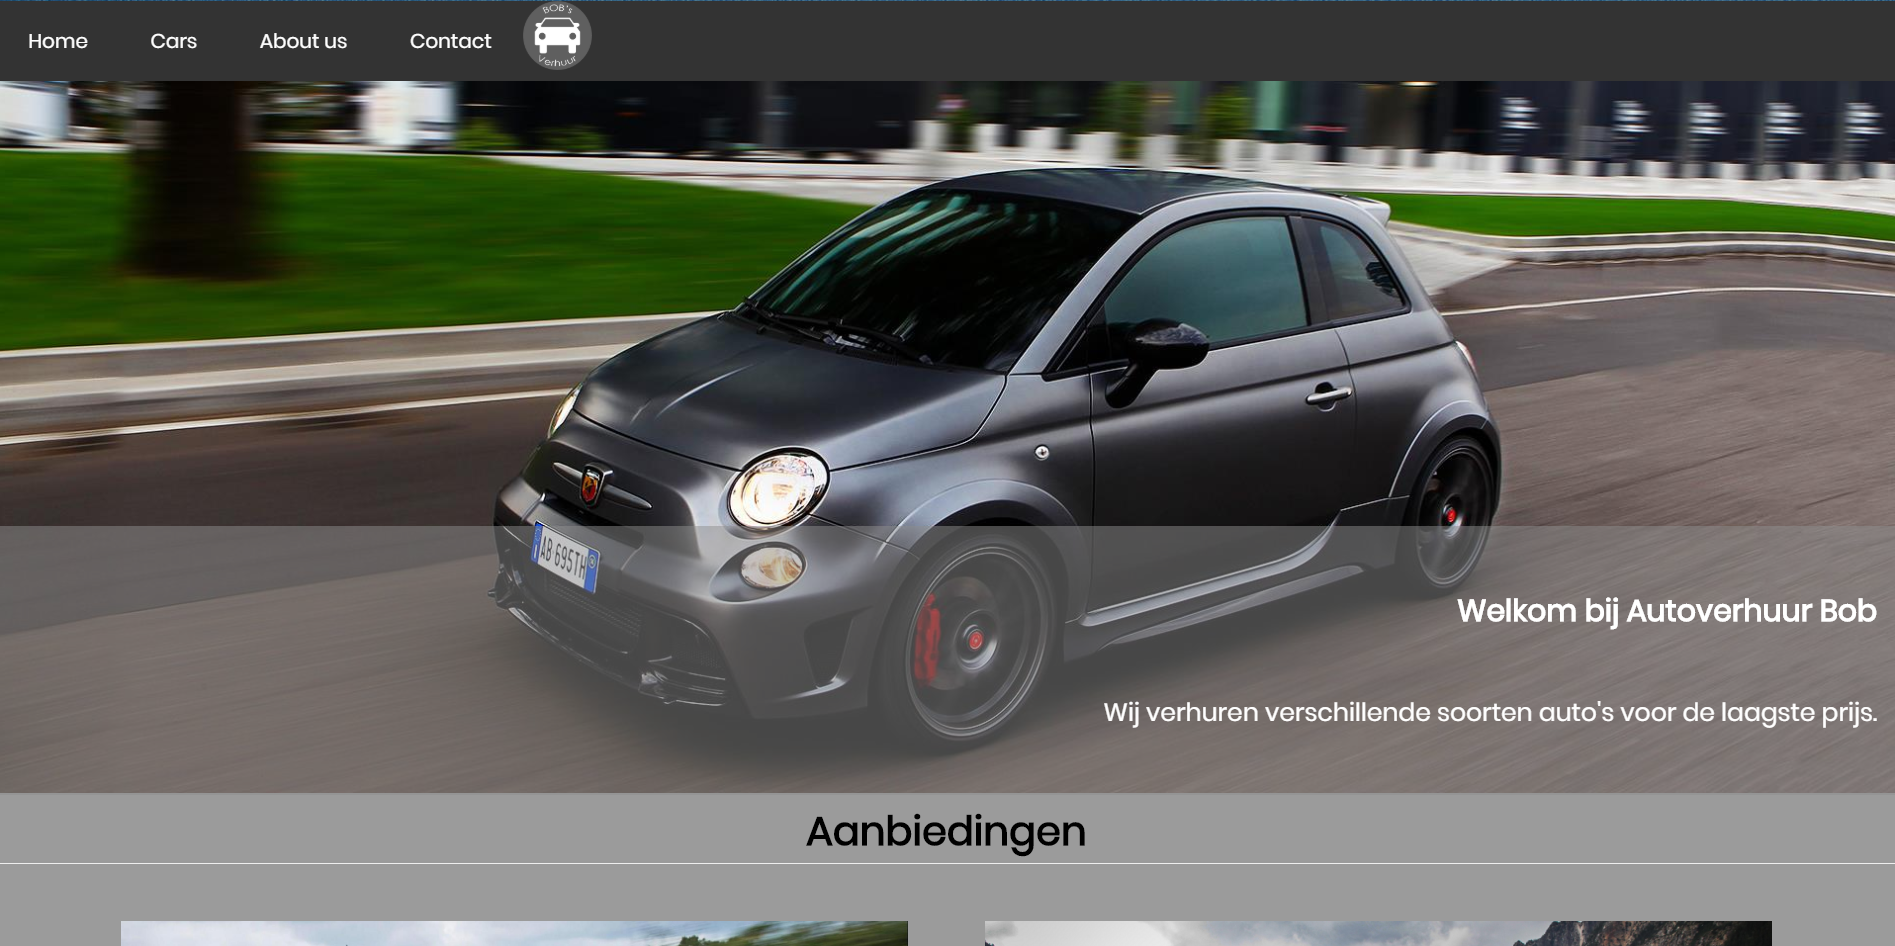 Home Cars About us Contact
BOB's
Verhuur
AB 695TH
Welkom bij Autoverhuur Bob
Wij verhuren verschillende soorten auto's voor de laagste prijs.
Aanbiedingen